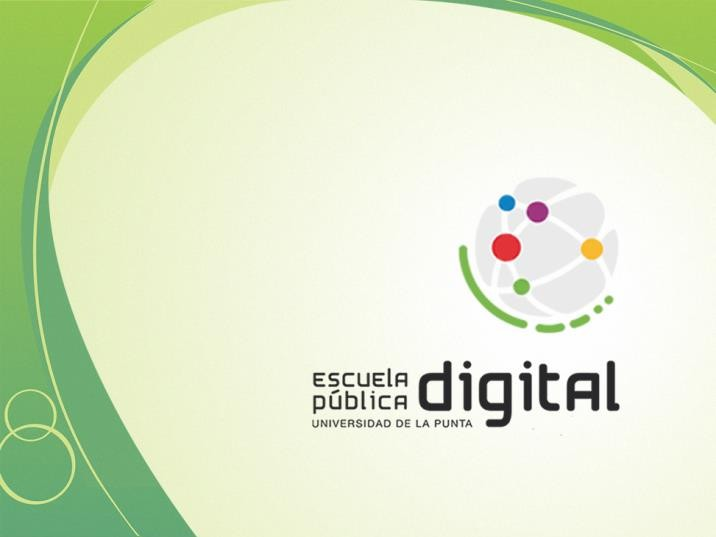 ESCUELA
pública digital
UNIVERSIDAD DE LA PUNTA